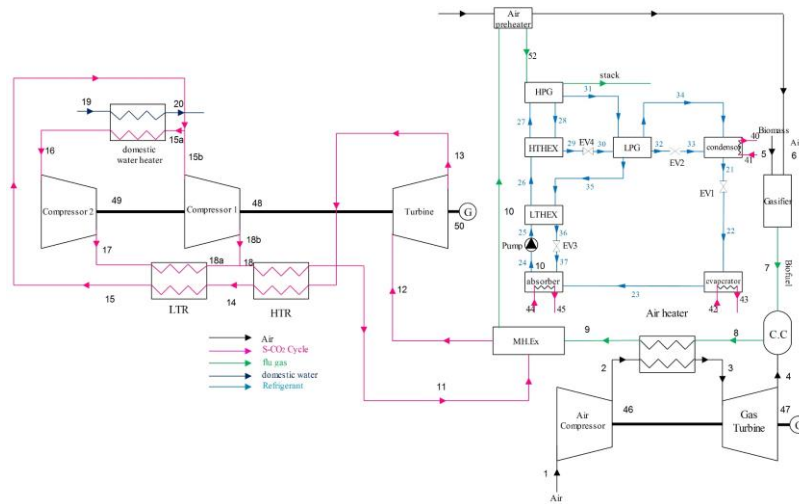 Air
preheater
52
stack
HPG
31
34
19
20
15a
domestic
water heater
27
28
HTHEX
29
EV4
30
LPG
32
EV2
33
condensor
40
41
Biomass
5
Air
6
16
15b
13
26
35
21
EV1
Gasifier
Compressor 2
49
Compressor 1
48
Turbine
G
50
10
LTHEX
25
36
Pump
EV3
22
Biofuel
7
17
18b
18a
18
24
10
37
absorber
23
evaprator
15
14
12
44
45
42
43
LTR
HTR
Air heater
C.C
9
8
MH.Ex
Air
S-CO2 Cycle
flu gas
domestic water
Refrigerant
11
2
3
4
Air
Compressor
46
Gas
Turbine
47
G
1
Air